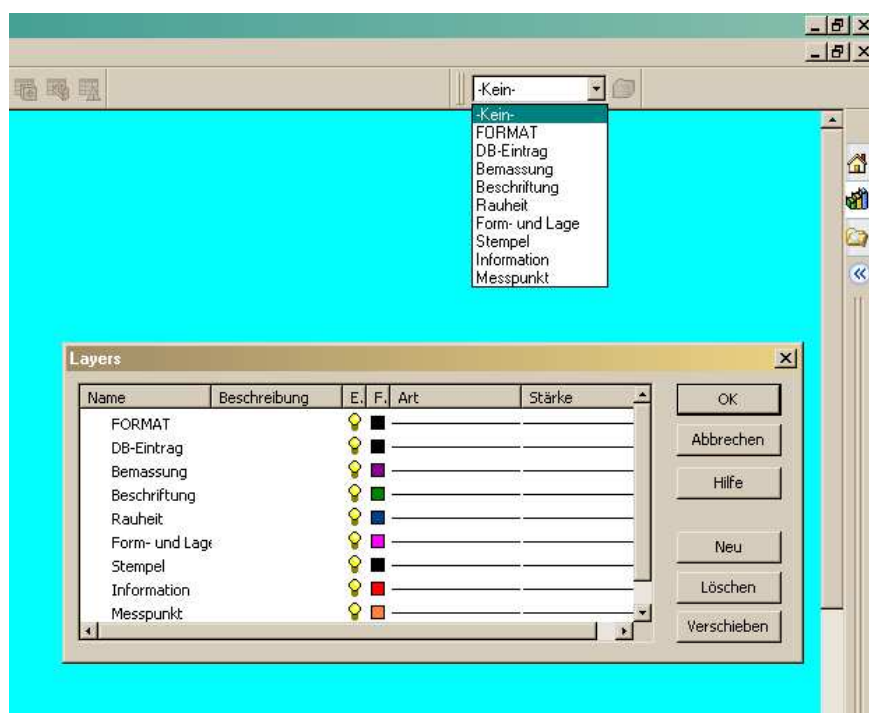 -Kein-
-Kein-
FORMAT
DB-Eintrag
Bemassung
Beschriftung
Rauheit
Form- und Lage
Stempel
Information
Messpunkt
Layers
Name Beschreibung E. F. Art Stärke
FORMAT
DB-Eintrag
Bemassung
Beschriftung
Rauheit
Form- und Lage
Stempel
Information
Messpunkt
OK
Abbrechen
Hilfe
Neu
Löschen
Verschieben